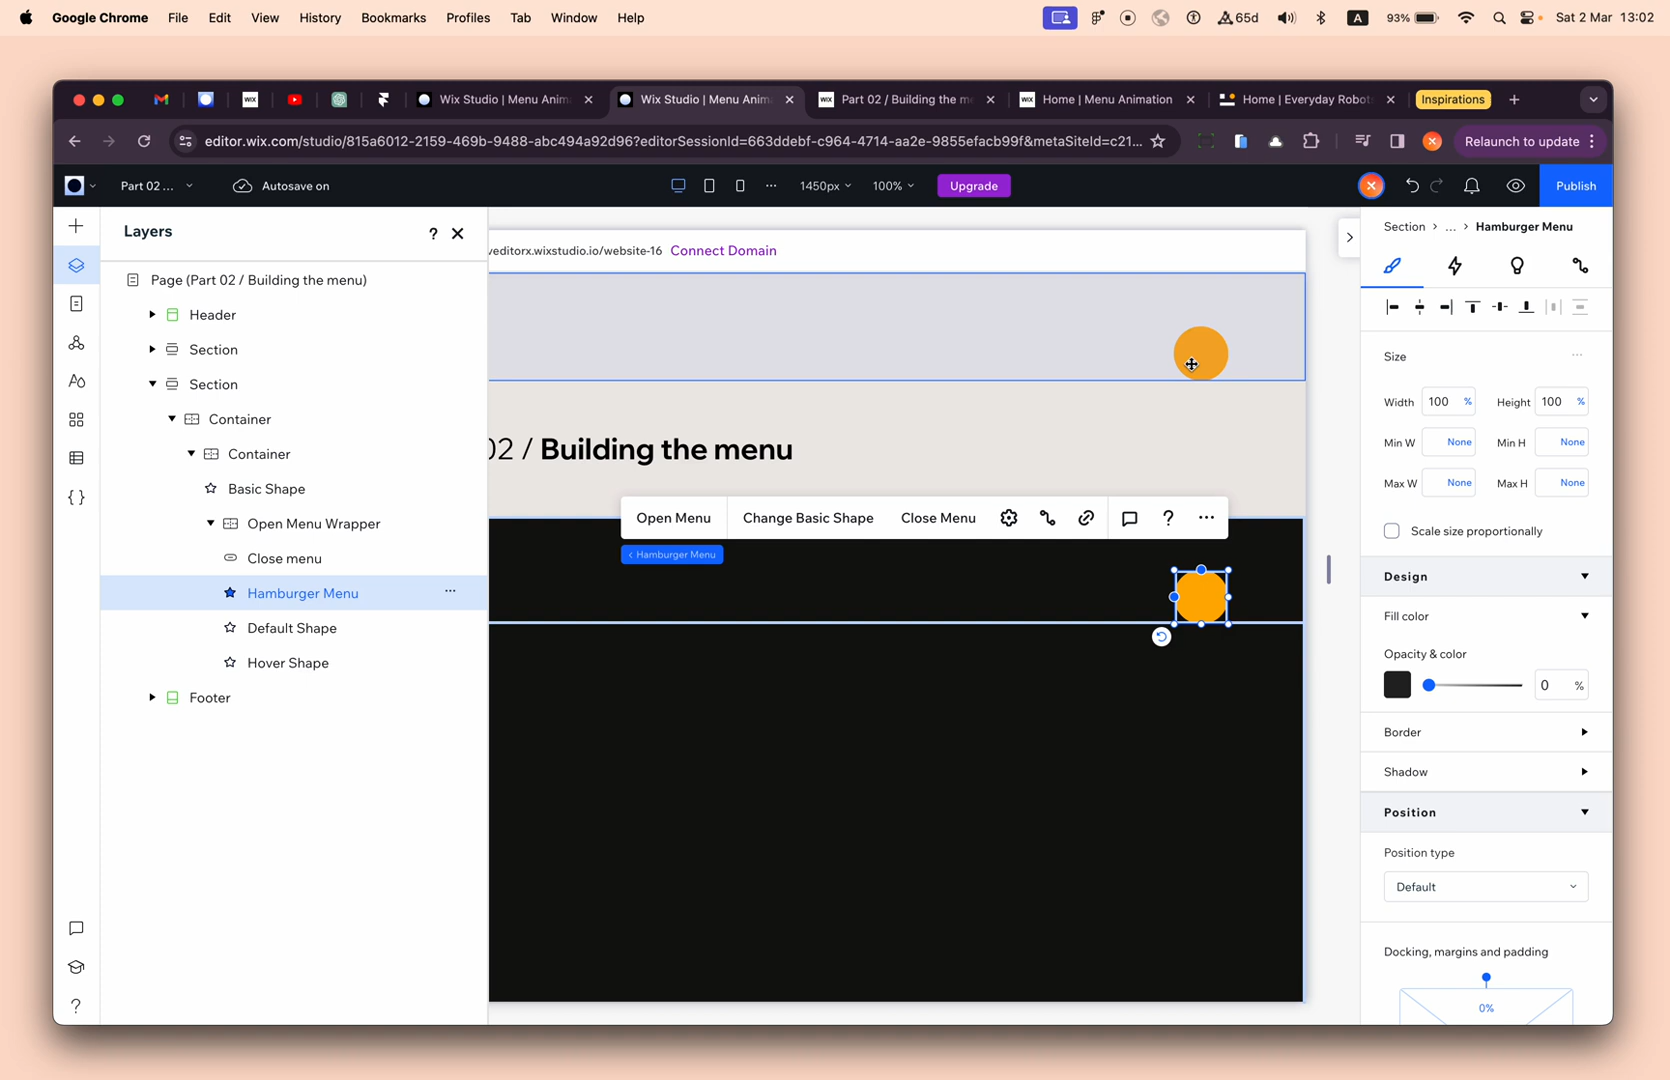 Google Chrome File Edit View History Bookmarks Profiles Tab Window Help
65d A 93% Sat 2 Mar 13:02
WIX Wix Studio | Menu Anim Wix Studio | Menu Anim WIX Part 02 / Building the m WIX Home | Menu Animation Home | Everyday Robot Inspirations
editor.wix.com/studio/815a6012-2159-469b-9488-abc494a92d96?editorSessionId=663ddebf-c964-4714-aa2e-9855efacb99f&metaSiteId=c21...
Relaunch to update
Part 02 ... Autosave on ... 1450px 100% Upgrade Publish
Layers ?
Page (Part 02 / Building the menu)
Header
Section
Section
Container
Container
Basic Shape
Open Menu Wrapper
Close menu
Hamburger Menu ...
Default Shape
Hover Shape
Footer
?
veditorx.wixstudio.io/website-16 Connect Domain
02 / Building the menu
Open Menu Change Basic Shape Close Menu ? ...
< Hamburger Menu
Section > ... > Hamburger Menu
Size ...
Width 100 % Height 100 %
Min W None Min H None
Max W None Max H None
Scale size proportionally
Design
Fill color
Opacity & color
0 %
Border
Shadow
Position
Position type
Default
Docking, margins and padding
0%